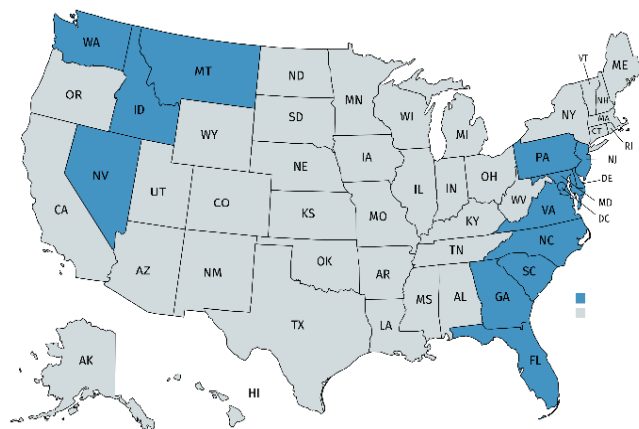 WA
MT
ND
MN
VT
ME
OR
ID
SD
WI
MI
NY
NH
MA
CT
RI
WY
NE
IA
PA
NJ
NV
UT
CO
IL
IN
OH
DE
MD
DC
CA
KS
MO
KY
WV
VA
NC
TN
AZ
NM
OK
AR
SC
MS
AL
GA
TX
LA
FL
AK
HI